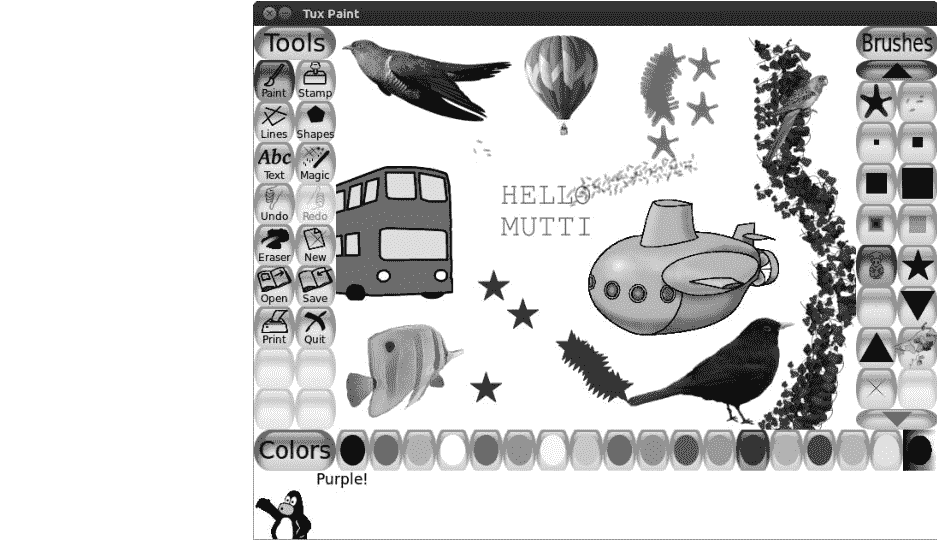 Tux Paint
Tools
Brushes
Paint
Stamp
Lines
Shapes
Abc
Text
Magic
Undo
Redo
Eraser
New
Open
Save
Print
Quit
HELLO
MUTTI
Colors
Purple!